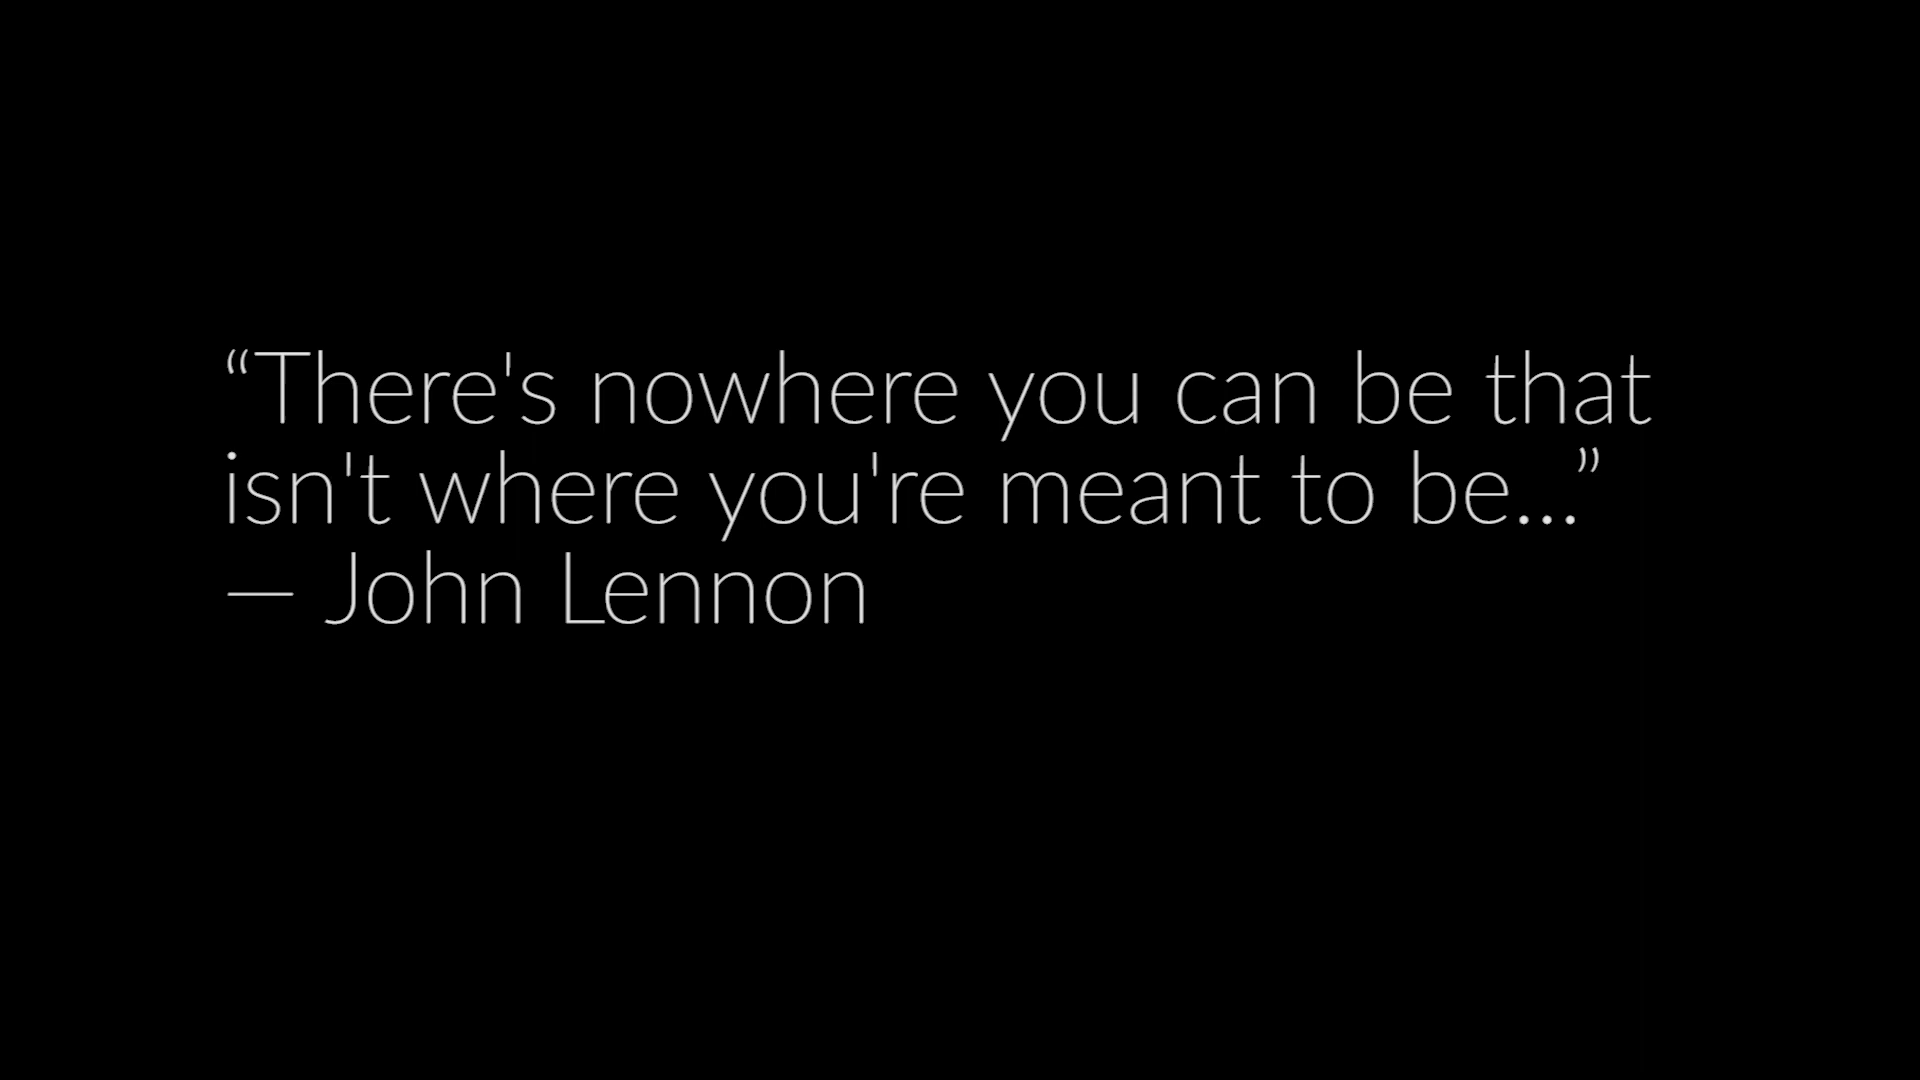 “There's nowhere you can be that
isn't where you're meant to be...”
— John Lennon